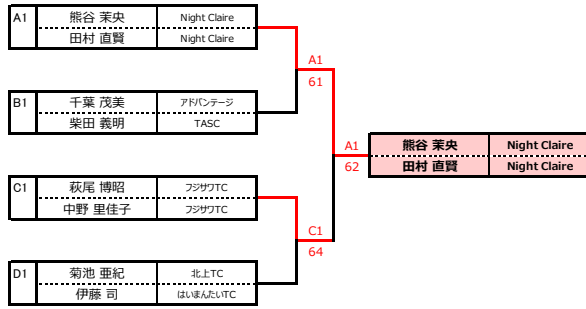 A1 熊谷 茉央 Night Claire
田村 直賢 Night Claire
A1
61
B1 千葉 茂美 アドバンテージ
柴田 義明 TASC
A1 熊谷 茉央 Night Claire
62 田村 直賢 Night Claire
C1 萩尾 博昭 フジサワTC
中野 里佳子 フジサワTC
C1
64
D1 菊池 亜紀 北上TC
伊藤 司 はいまんたいTC